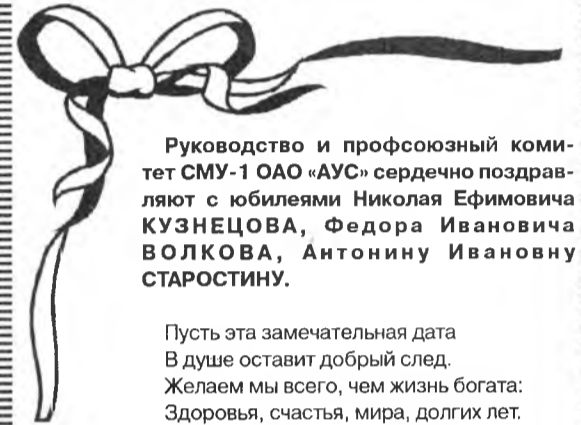 Руководство и профсоюзный коми-
тет СМУ-1 ОАО «АУС» сердечно поздрав-
ляют с юбилеями Николая Ефимовича
КУЗНЕЦОВА, Федора Ивановича
ВОЛКОВА, Антонину Ивановну
СТАРОСТИНУ.
Пусть эта замечательная дата
В душе оставит добрый след.
Желаем мы всего, чем жизнь богата:
Здоровья, счастья, мира, долгих лет.